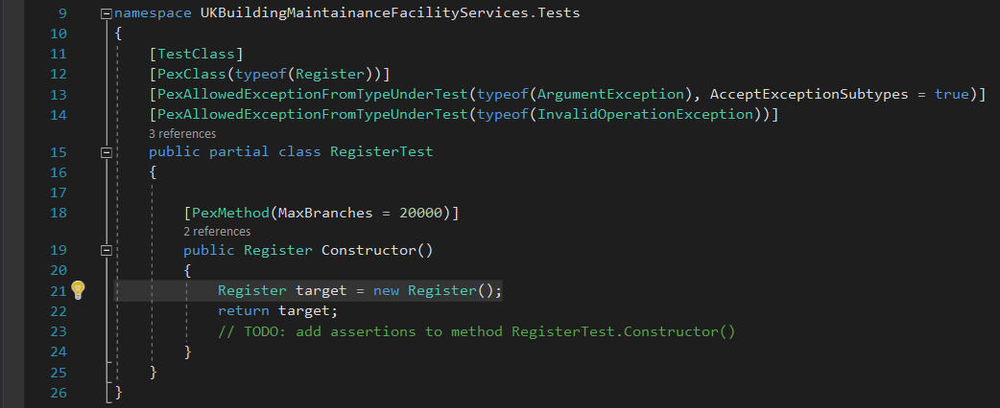 9 namespace UKBuildingMaintainanceFacilityServices.Tests
10 {
11 [TestClass]
12 [PexClass(typeof(Register))]
13 [PexAllowedExceptionFromTypeUnderTest(typeof(ArgumentException), AcceptExceptionSubtypes = true)]
14 [PexAllowedExceptionFromTypeUnderTest(typeof(InvalidOperationException))]
3 references
15 public partial class RegisterTest
16 {
17
18 [PexMethod(MaxBranches = 20000)]
2 references
19 public Register Constructor()
20 {
21 Register target = new Register();
22 return target;
23 // TODO: add assertions to method RegisterTest.Constructor()
24 }
25 }
26 }